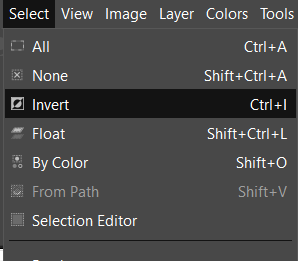 Select View Image Layer Colors Tools
All Ctrl+A
None Shift+Ctrl+A
Invert Ctrl+I
Float Shift+Ctrl+L
By Color Shift+O
From Path Shift+V
Selection Editor